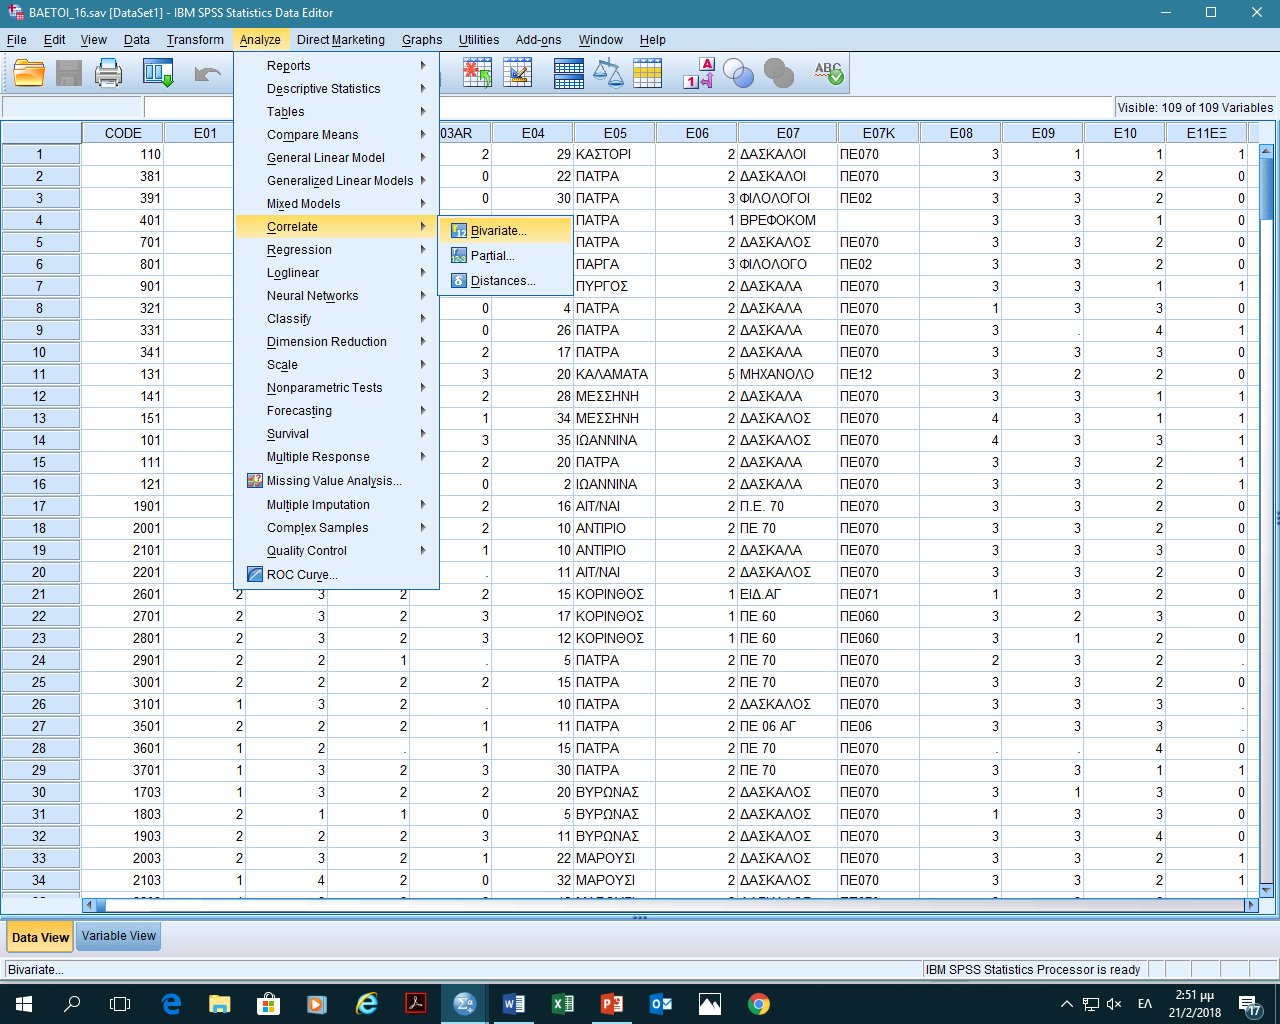 BAETOI_16.sav [DataSet1] - IBM SPSS Statistics Data Editor
File Edit View Data Transform Analyze Direct Marketing Graphs Utilities Add-ons Window Help
Visible: 109 of 109 Variables
Reports
Descriptive Statistics
Tables
Compare Means
General Linear Model
Generalized Linear Models
Mixed Models
Correlate
Regression
Loglinear
Neural Networks
Classify
Dimension Reduction
Scale
Nonparametric Tests
Forecasting
Survival
Multiple Response
Missing Value Analysis...
Multiple Imputation
Complex Samples
Quality Control
ROC Curve...
Bivariate...
Partial...
Distances...
CODE E01 03AR E04 E05 E06 E07 E07K E08 E09 E10 E11ΕΞ
1 110 2 29 ΚΑΣΤΟΡΙ 2 ΔΑΣΚΑΛΟΙ ΠΕ070 3 1 1 1
2 381 0 22 ΠΑΤΡΑ 2 ΔΑΣΚΑΛΟΙ ΠΕ070 3 3 2 0
3 391 0 30 ΠΑΤΡΑ 3 ΦΙΛΟΛΟΓΟΙ ΠΕ02 3 3 2 0
4 401 ΠΑΤΡΑ 1 ΒΡΕΦΟΚΟΜ 3 3 1 0
5 701 ΠΑΤΡΑ 2 ΔΑΣΚΑΛΟΣ ΠΕ070 3 3 2 0
6 801 ΠΑΡΓΑ 3 ΦΙΛΟΛΟΓΟ ΠΕ02 3 3 2 0
7 901 ΠΥΡΓΟΣ 2 ΔΑΣΚΑΛΑ ΠΕ070 3 3 1 1
8 321 0 4 ΠΑΤΡΑ 2 ΔΑΣΚΑΛΑ ΠΕ070 1 3 3 0
9 331 0 26 ΠΑΤΡΑ 2 ΔΑΣΚΑΛΑ ΠΕ070 3 . 4 1
10 341 2 17 ΠΑΤΡΑ 2 ΔΑΣΚΑΛΑ ΠΕ070 3 3 3 0
11 131 3 20 ΚΑΛΑΜΑΤΑ 5 ΜΗΧΑΝΟΛΟ ΠΕ12 3 2 2 0
12 141 2 28 ΜΕΣΣΗΝΗ 2 ΔΑΣΚΑΛΑ ΠΕ070 3 3 1 1
13 151 1 34 ΜΕΣΣΗΝΗ 2 ΔΑΣΚΑΛΟΣ ΠΕ070 4 3 1 1
14 101 3 35 ΙΩΑΝΝΙΝΑ 2 ΔΑΣΚΑΛΟΣ ΠΕ070 4 3 3 1
15 111 2 20 ΠΑΤΡΑ 2 ΔΑΣΚΑΛΑ ΠΕ070 3 3 2 1
16 121 0 2 ΙΩΑΝΝΙΝΑ 2 ΔΑΣΚΑΛΑ ΠΕ070 3 3 2 1
17 1901 2 16 ΑΙΤ/ΝΑΙ 2 Π.Ε. 70 ΠΕ070 3 3 2 0
18 2001 2 10 ΑΝΤΙΡΙΟ 2 ΠΕ 70 ΠΕ070 3 3 2 0
19 2101 1 10 ΑΝΤΙΡΙΟ 2 ΔΑΣΚΑΛΑ ΠΕ070 3 3 3 0
20 2201 . 11 ΑΙΤ/ΝΑΙ 2 ΔΑΣΚΑΛΟΣ ΠΕ070 3 3 2 0
21 2601 2 3 2 2 15 ΚΟΡΙΝΘΟΣ 1 ΕΙΔ.ΑΓ ΠΕ071 1 3 2 0
22 2701 2 3 2 3 17 ΚΟΡΙΝΘΟΣ 1 ΠΕ 60 ΠΕ060 3 2 3 0
23 2801 2 3 2 3 12 ΚΟΡΙΝΘΟΣ 1 ΠΕ 60 ΠΕ060 3 1 2 0
24 2901 2 2 1 . 5 ΠΑΤΡΑ 2 ΠΕ 70 ΠΕ070 2 3 2 .
25 3001 2 2 2 2 15 ΠΑΤΡΑ 2 ΠΕ 70 ΠΕ070 3 3 2 0
26 3101 1 3 2 . 10 ΠΑΤΡΑ 2 ΔΑΣΚΑΛΟΣ ΠΕ070 3 3 3 .
27 3501 2 2 2 1 11 ΠΑΤΡΑ 2 ΠΕ 06 ΑΓ ΠΕ06 3 3 3 .
28 3601 1 2 . 1 15 ΠΑΤΡΑ 2 ΠΕ 70 ΠΕ070 . . 4 0
29 3701 1 3 2 3 30 ΠΑΤΡΑ 2 ΠΕ 70 ΠΕ070 3 3 1 1
30 1703 1 3 2 2 20 ΒΥΡΩΝΑΣ 2 ΔΑΣΚΑΛΟΣ ΠΕ070 3 1 3 0
31 1803 2 1 1 0 5 ΒΥΡΩΝΑΣ 2 ΔΑΣΚΑΛΟΣ ΠΕ070 1 3 3 0
32 1903 2 2 2 3 11 ΒΥΡΩΝΑΣ 2 ΔΑΣΚΑΛΟΣ ΠΕ070 3 3 4 0
33 2003 2 3 2 1 22 ΜΑΡΟΥΣΙ 2 ΔΑΣΚΑΛΟΣ ΠΕ070 3 3 2 1
34 2103 1 4 2 0 32 ΜΑΡΟΥΣΙ 2 ΔΑΣΚΑΛΟΣ ΠΕ070 3 3 2 1
Data View Variable View
Bivariate... IBM SPSS Statistics Processor is ready
ΕΛ 2:51 μμ
21/2/2018 17